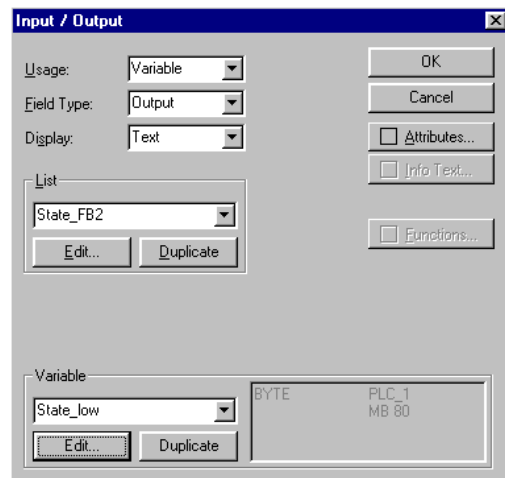 Input / Output
Usage: Variable
OK
Field Type: Output
Cancel
Display: Text
Attributes...
Info Text...
List
State_FB2
Edit... Duplicate
Functions...
Variable
State_low
BYTE PLC_1
MB 80
Edit... Duplicate